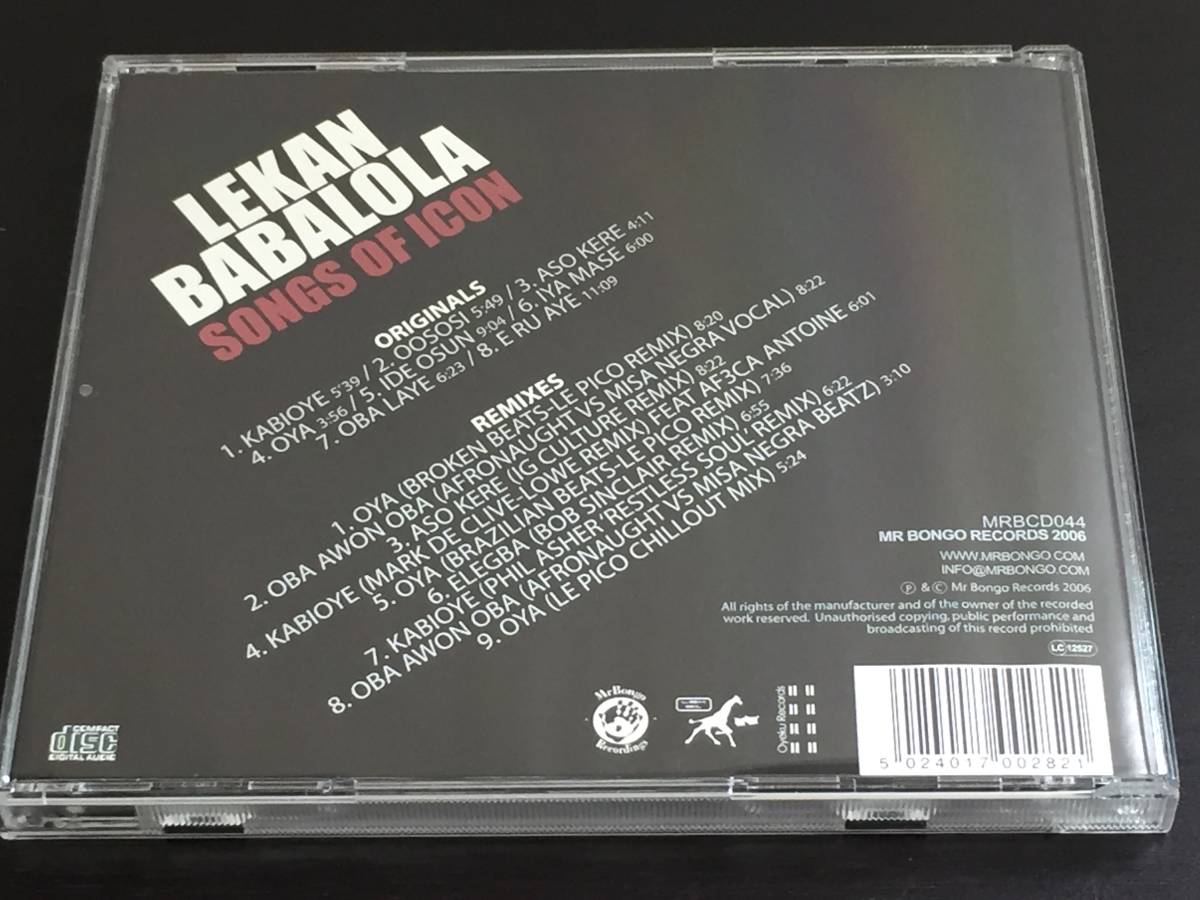 LEKAN
BABALOLA
SONGS OF ICON
ORIGINALS
1. KABIOYE 5'39 / 2. OOSOSI 5:49 / 3. ASO KERE 4:11
4. OYA 3:56 / 5. IDE OSUN 9:04 / 6. IYA MASE 6:00
7. OBA LAYE 6:23 / 8. E RU AYE 11:09
REMIXES
1. OYA (BROKEN BEATS-LE PICO REMIX) 8:20
2. OBA AWON OBA (AFRONAUGHT VS MISA NEGRA VOCAL) 8:22
3. ASO KERE (IG CULTURE REMIX) 8:22
4. KABIOYE (MARK DE CLIVE-LOWE REMIX) FEAT AF3CA ANTOINE 6:01
5. OYA (BRAZILIAN BEATS-LE PICO REMIX) 7:36
6. ELEGBA (BOB SINCLAIR REMIX) 6:55
7. KABIOYE (PHIL ASHER 'RESTLESS SOUL' REMIX) 6:22
8. OBA AWON OBA (AFRONAUGHT VS MISA NEGRA BEATZ) 3:10
9. OYA (LE PICO CHILLOUT MIX) 5:24
MRBCD044
MR BONGO RECORDS 2006
WWW.MRBONGO.COM
INFO@MRBONGO.COM
℗ & © Mr Bongo Records 2006
All rights of the manufacturer and of the owner of the recorded
work reserved. Unauthorised copying, public performance and
broadcasting of this record prohibited
LC 12527
COMPACT
disc
DIGITAL AUDIO
Mr Bongo
Recordings
Oyeku Records
5 024017 002821